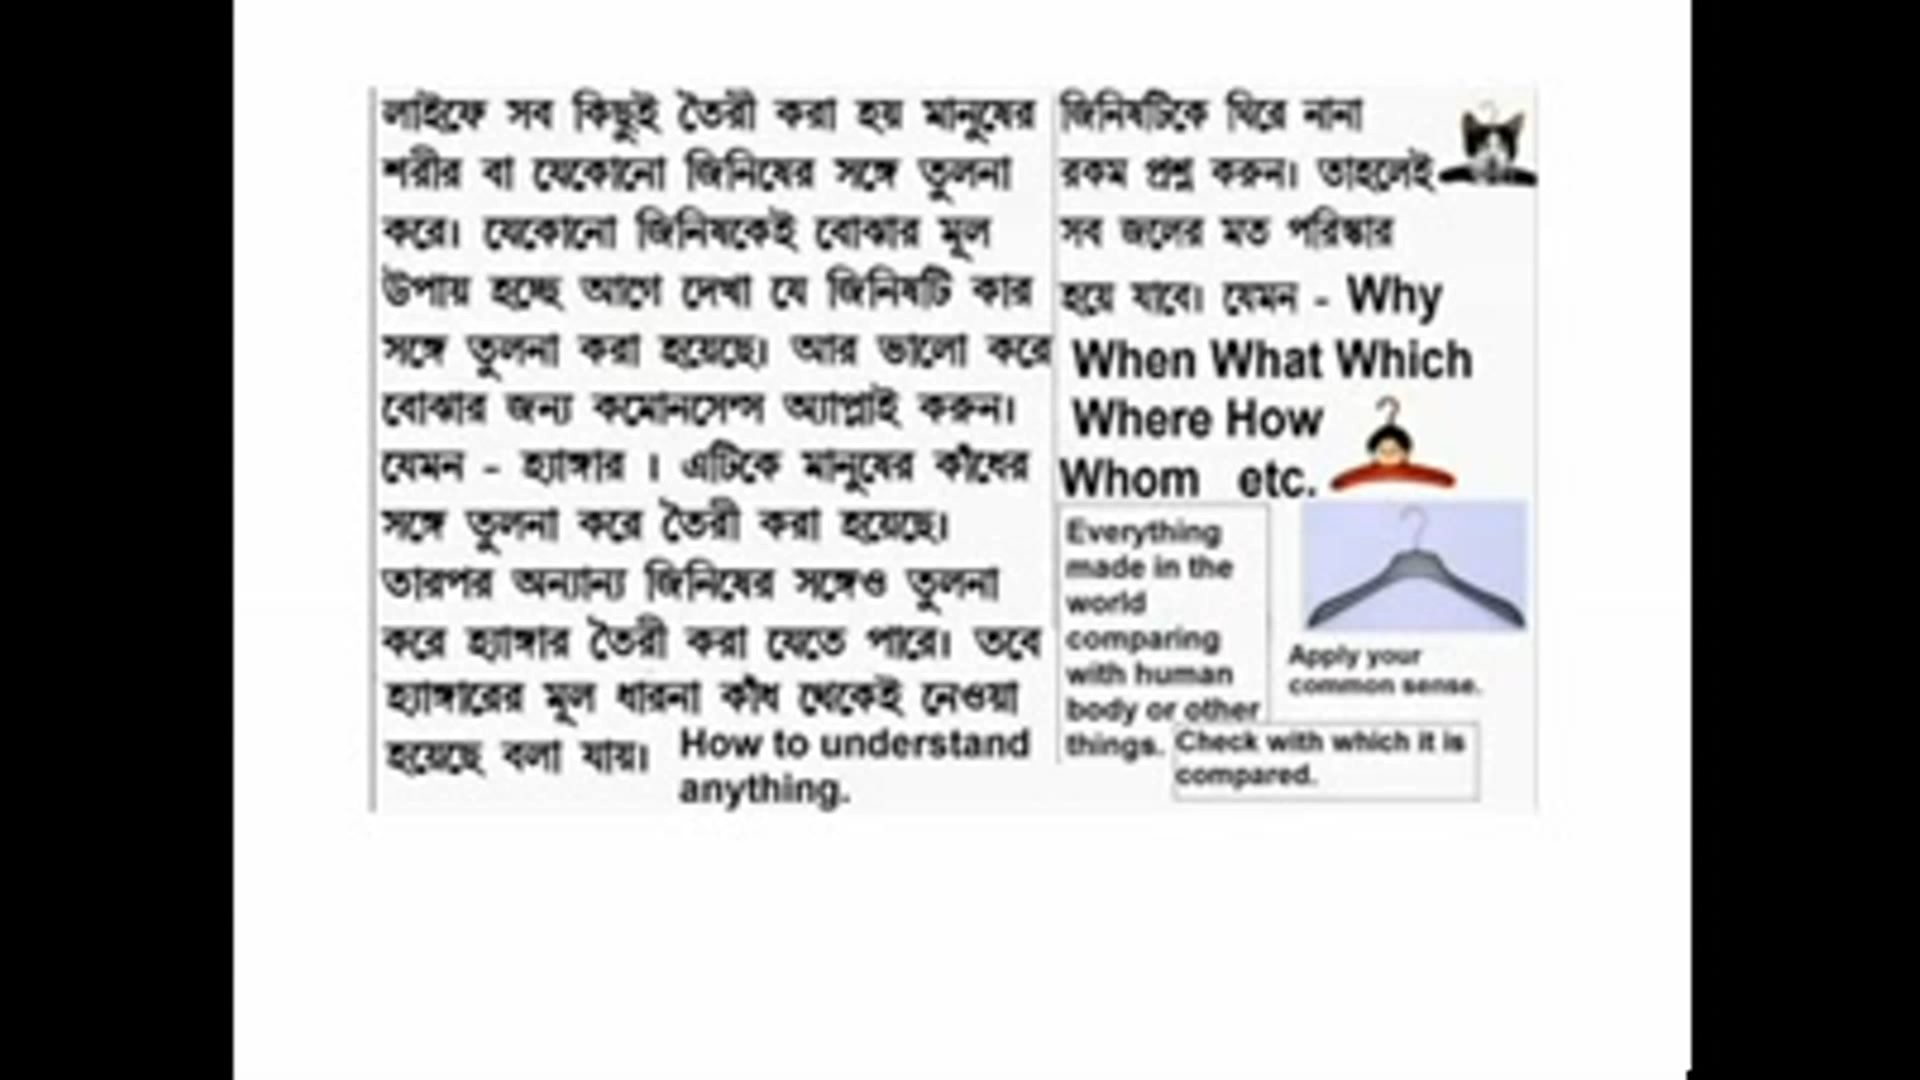 লাইফে সব কিছুই তৈরী করা হয় মানুষের
শরীর বা যেকোনো জিনিষের সঙ্গে তুলনা
করে। যেকোনো জিনিষকেই বোঝার মূল
উপায় হচ্ছে আগে দেখা যে জিনিষটি কার
সঙ্গে তুলনা করা হয়েছে। আর ভালো করে
বোঝার জন্য কমোনসেন্স অ্যাপ্লাই করুন।
যেমন - হ্যাঙ্গার । এটিকে মানুষের কাঁধের
সঙ্গে তুলনা করে তৈরী করা হয়েছে।
তারপর অন্যান্য জিনিষের সঙ্গেও তুলনা
করে হ্যাঙ্গার তৈরী করা যেতে পারে। তবে
হ্যাঙ্গারের মূল ধারনা কাঁধ থেকেই নেওয়া
হয়েছে বলা যায়।
How to understand
anything.
জিনিষটিকে ঘিরে নানা
রকম প্রশ্ন করুন। তাহলেই
সব জলের মত পরিস্কার
হয়ে যাবে। যেমন - Why
When What Which
Where How
Whom etc.
Everything
made in the
world
comparing
with human
body or other
things.
Apply your
common sense.
Check with which it is
compared.